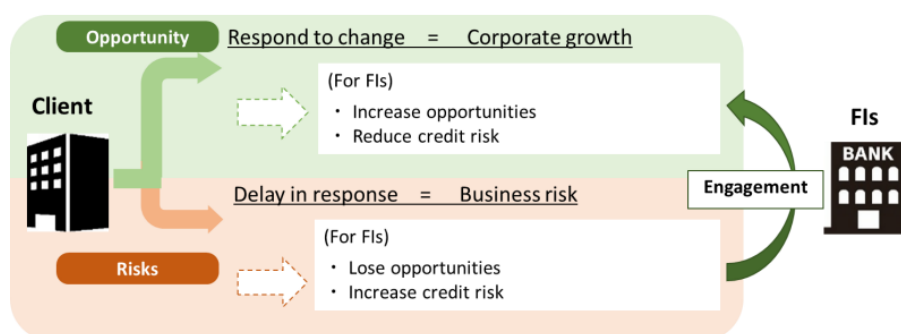 Opportunity
Respond to change = Corporate growth
(For FIs)
・ Increase opportunities
・ Reduce credit risk
Client
FIs
BANK
Engagement
Delay in response = Business risk
(For FIs)
・ Lose opportunities
・ Increase credit risk
Risks